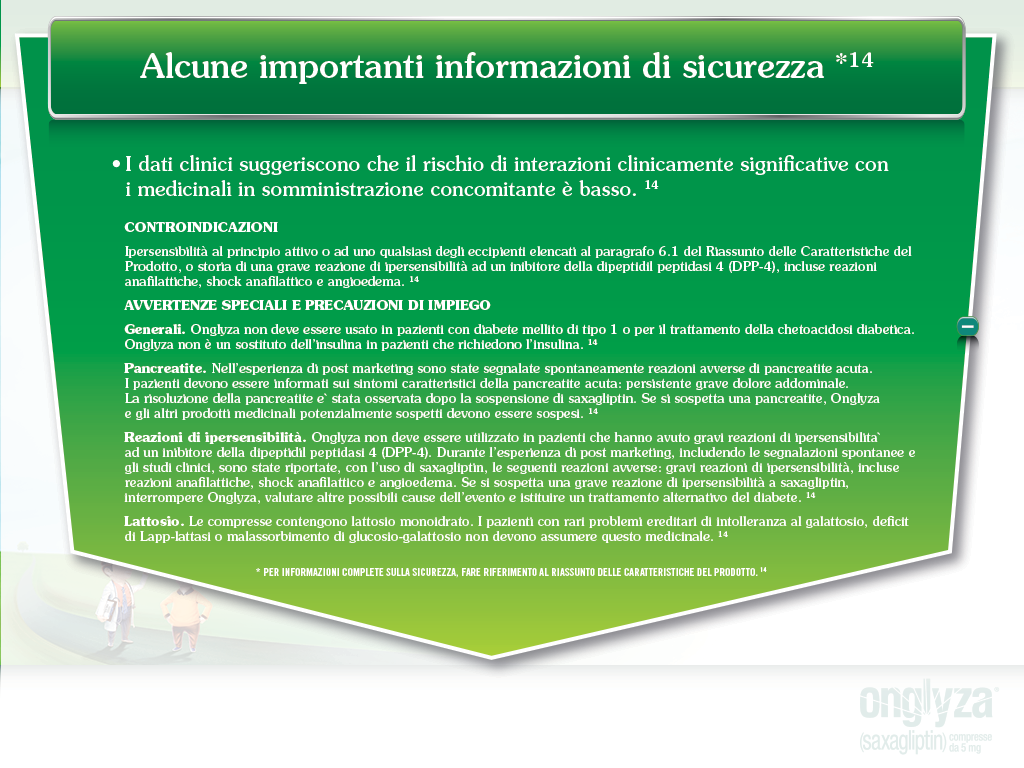 Alcune importanti informazioni di sicurezza *14
• I dati clinici suggeriscono che il rischio di interazioni clinicamente significative con
i medicinali in somministrazione concomitante è basso. 14
CONTROINDICAZIONI
Ipersensibilità al principio attivo o ad uno qualsiasi degli eccipienti elencati al paragrafo 6.1 del Riassunto delle Caratteristiche del
Prodotto, o storia di una grave reazione di ipersensibilità ad un inibitore della dipeptidil peptidasi 4 (DPP-4), incluse reazioni
anafilattiche, shock anafilattico e angioedema. 14
AVVERTENZE SPECIALI E PRECAUZIONI DI IMPIEGO
Generali. Onglyza non deve essere usato in pazienti con diabete mellito di tipo 1 o per il trattamento della chetoacidosi diabetica.
Onglyza non è un sostituto dell'insulina in pazienti che richiedono l'insulina. 14
Pancreatite. Nell'esperienza di post marketing sono state segnalate spontaneamente reazioni avverse di pancreatite acuta.
I pazienti devono essere informati sui sintomi caratteristici della pancreatite acuta: persistente grave dolore addominale.
La risoluzione della pancreatite e` stata osservata dopo la sospensione di saxagliptin. Se si sospetta una pancreatite, Onglyza
e gli altri prodotti medicinali potenzialmente sospetti devono essere sospesi. 14
Reazioni di ipersensibilità. Onglyza non deve essere utilizzato in pazienti che hanno avuto gravi reazioni di ipersensibilita`
ad un inibitore della dipeptidil peptidasi 4 (DPP-4). Durante l'esperienza di post marketing, includendo le segnalazioni spontanee e
gli studi clinici, sono state riportate, con l'uso di saxagliptin, le seguenti reazioni avverse: gravi reazioni di ipersensibilità, incluse
reazioni anafilattiche, shock anafilattico e angioedema. Se si sospetta una grave reazione di ipersensibilità a saxagliptin,
interrompere Onglyza, valutare altre possibili cause dell'evento e istituire un trattamento alternativo del diabete. 14
Lattosio. Le compresse contengono lattosio monoidrato. I pazienti con rari problemi ereditari di intolleranza al galattosio, deficit
di Lapp-lattasi o malassorbimento di glucosio-galattosio non devono assumere questo medicinale. 14
* PER INFORMAZIONI COMPLETE SULLA SICUREZZA, FARE RIFERIMENTO AL RIASSUNTO DELLE CARATTERISTICHE DEL PRODOTTO. 14
onglyza®
(saxagliptin) compresse
da 5 mg